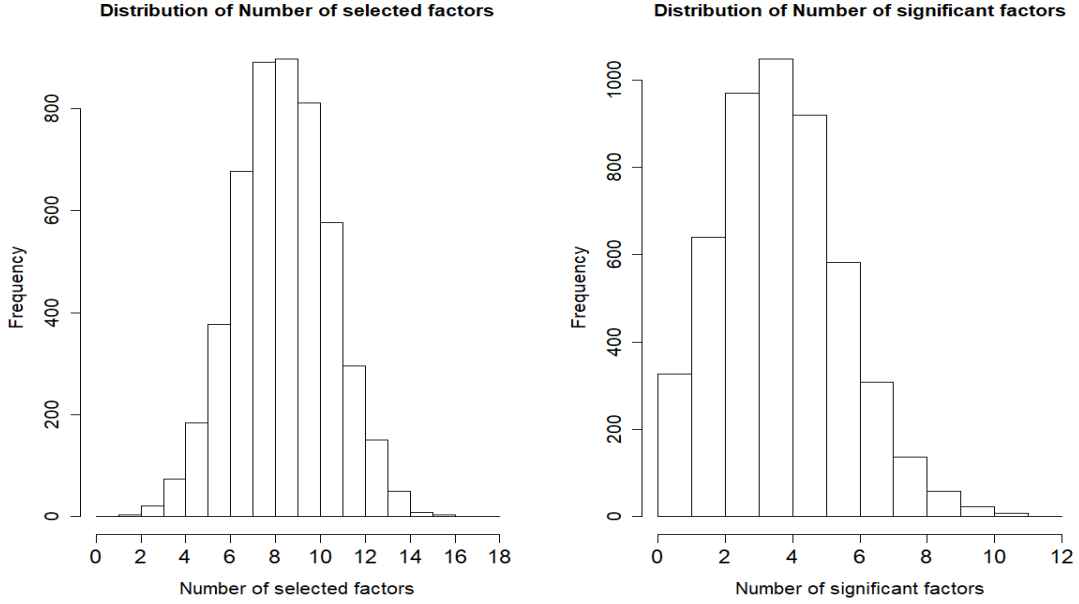 Distribution of Number of selected factors
Frequency
0
200
400
600
800
0 2 4 6 8 10 12 14 16 18
Number of selected factors
Distribution of Number of significant factors
Frequency
0
200
400
600
800
1000
0 2 4 6 8 10 12
Number of significant factors